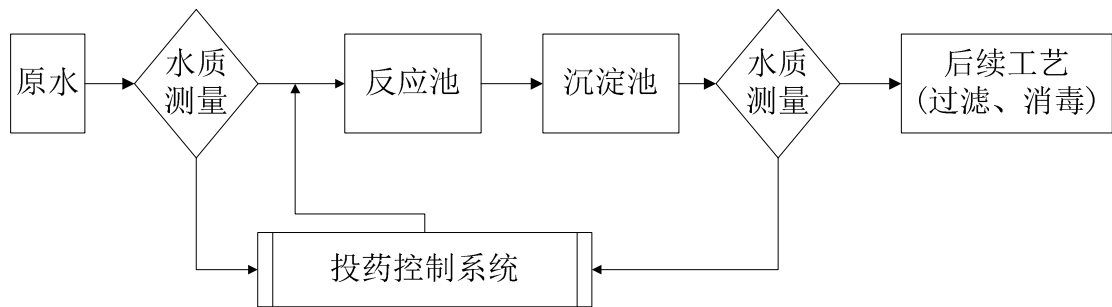 原水
水质
测量
反应池
沉淀池
水质
测量
后续工艺
(过滤、消毒)
投药控制系统